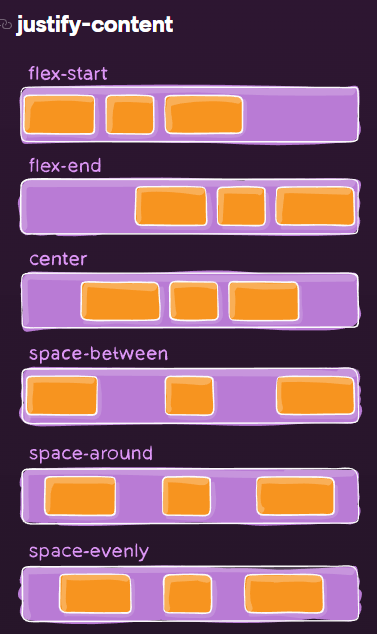 justify-content
flex-start
flex-end
center
space-between
space-around
space-evenly